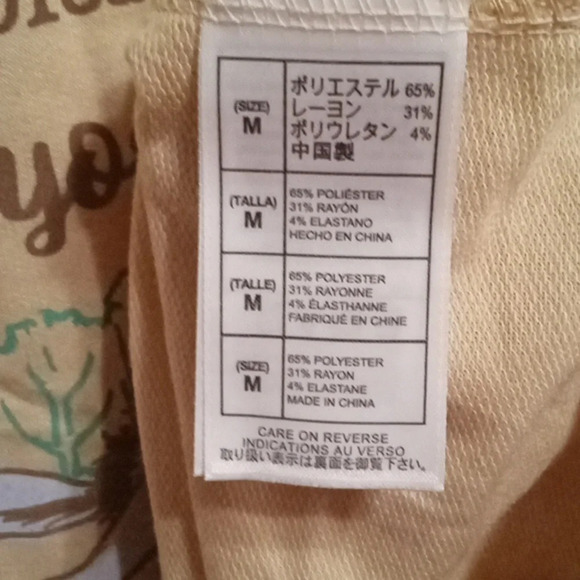 (SIZE)
M
ポリエステル 65%
レーヨン 31%
ポリウレタン 4%
中国製
(TALLA)
M
65% POLIÉSTER
31% RAYÓN
4% ELASTANO
HECHO EN CHINA
(TALLE)
M
65% POLYESTER
31% RAYONNE
4% ÉLASTHANNE
FABRIQUÉ EN CHINE
(SIZE)
M
65% POLYESTER
31% RAYON
4% ELASTANE
MADE IN CHINA
CARE ON REVERSE
INDICATIONS AU VERSO
取り扱い表示は裏面を御覧下さい。
yo